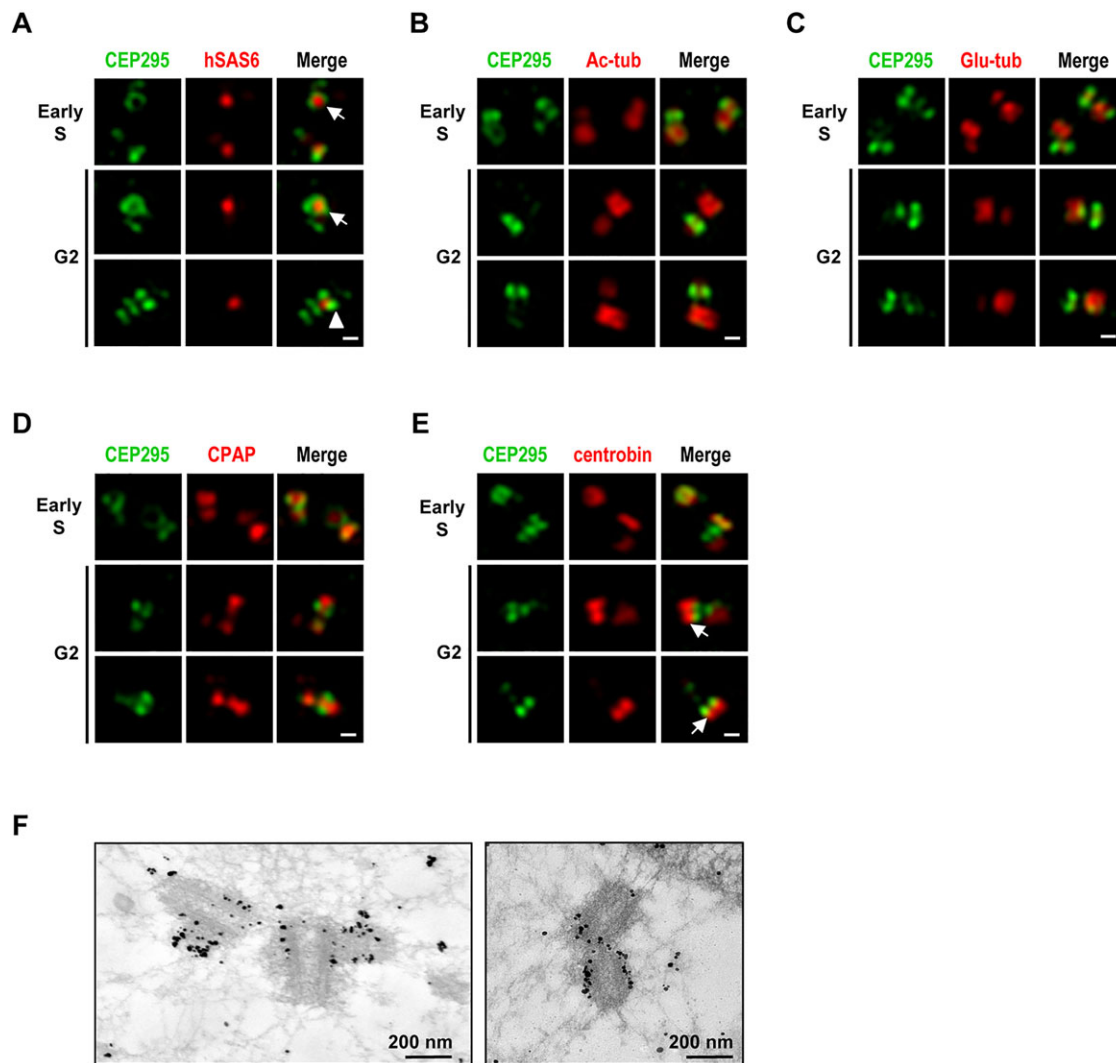 A
CEP295 hSAS6 Merge
Early
S
G2
B
CEP295 Ac-tub Merge
Early
S
G2
C
CEP295 Glu-tub Merge
Early
S
G2
D
CEP295 CPAP Merge
Early
S
G2
E
CEP295 centrobin Merge
Early
S
G2
F
200 nm
200 nm